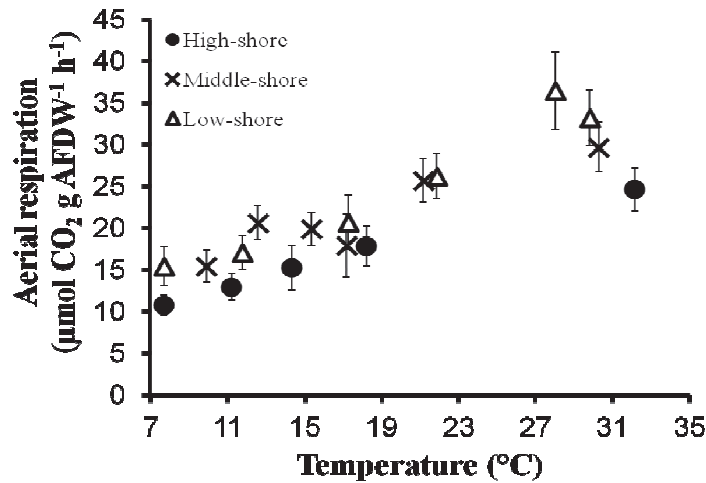 45
40
35
30
25
20
15
10
5
0
High-shore
Middle-shore
Low-shore
Aerial respiration
(µmol CO₂ g AFDW⁻¹ h⁻¹)
7 11 15 19 23 27 31 35
Temperature (°C)